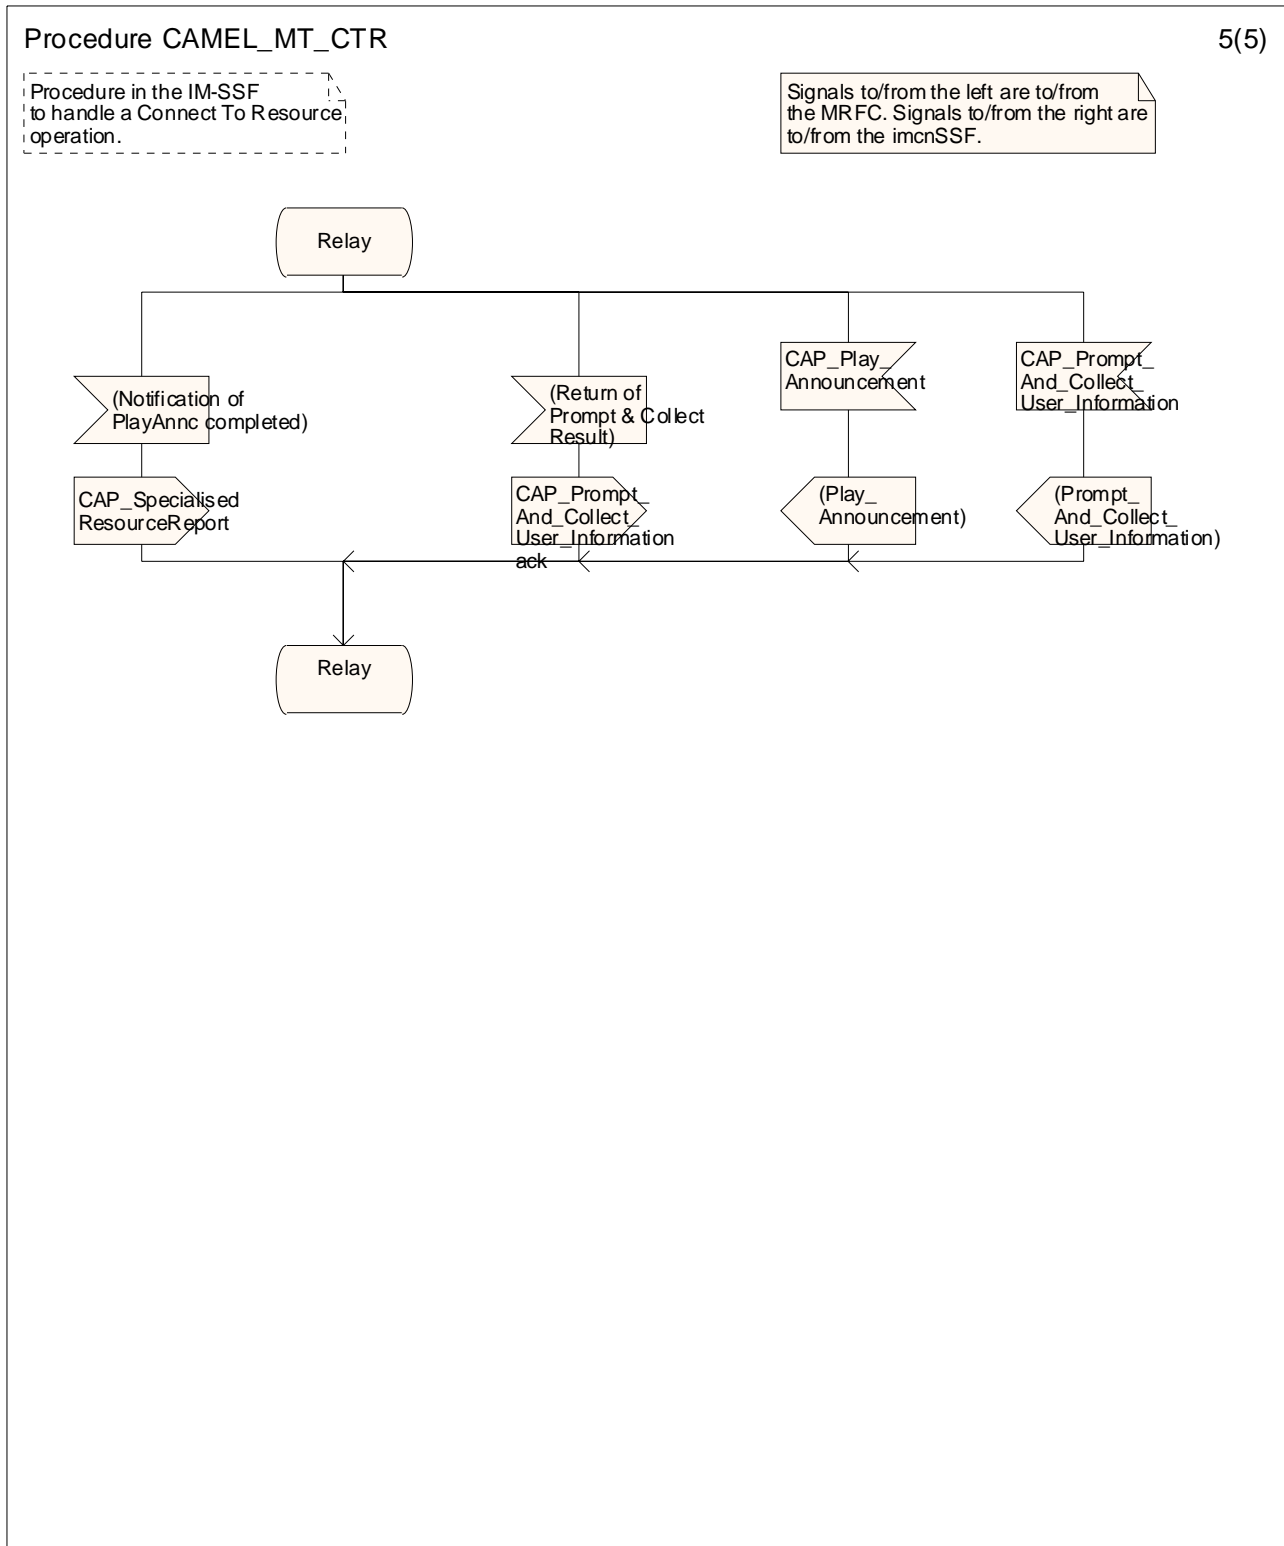 Procedure CAMEL_MT_CTR
5(5)
Procedure in the IM-SSF
to handle a Connect To Resource
operation.
Signals to/from the left are to/from
the MRFC. Signals to/from the right are
to/from the imcnSSF.
Relay
(Notification of
PlayAnnc completed)
(Return of
Prompt & Collect
Result)
CAP_Play_
Announcement
CAP_Prompt_
And_Collect_
User_Information
CAP_Specialised
ResourceReport
CAP_Prompt_
And_Collect_
User_Information
ack
(Play_
Announcement)
(Prompt_
And_Collect_
User_Information)
Relay